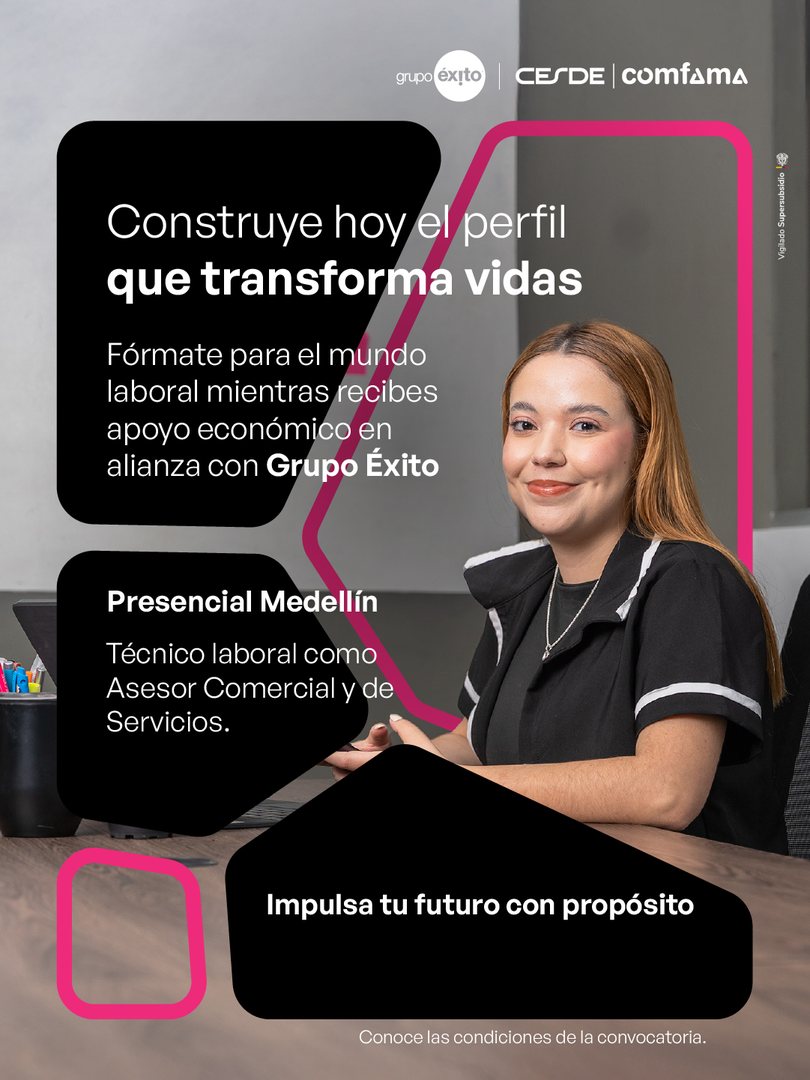 grupo éxito | CESDE | comfama
Vigilado Supersubsidio
Construye hoy el perfil
que transforma vidas
Fórmate para el mundo
laboral mientras recibes
apoyo económico en
alianza con Grupo Éxito
Presencial Medellín
Técnico laboral como
Asesor Comercial y de
Servicios.
Impulsa tu futuro con propósito
Conoce las condiciones de la convocatoria.